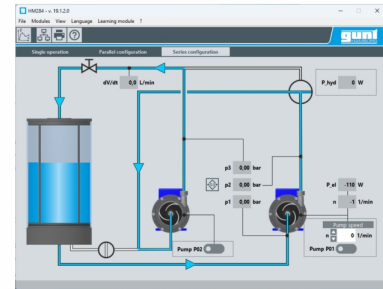 HM284 - v. 19.1.2.0
File Modules View Language Learning module ?
gunt
Single operation Parallel configuration Series configuration
dV/dt 0,0 L/min
P_hyd 0 W
p3 0,00 bar
p2 0,00 bar
p1 0,00 bar
P_el -110 W
n -1 1/min
Pump speed
n 0 1/min
Pump P02
Pump P01